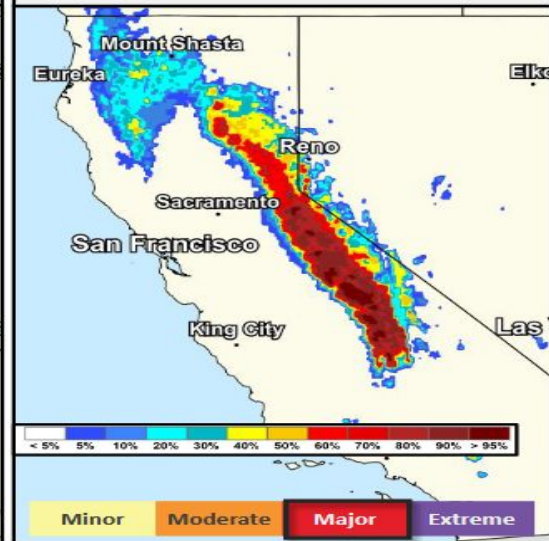 Mount Shasta
Eureka
Elko
Reno
Sacramento
San Francisco
King City
Las
< 5% 5% 10% 20% 30% 40% 50% 60% 70% 80% 90% > 95%
Minor Moderate Major Extreme